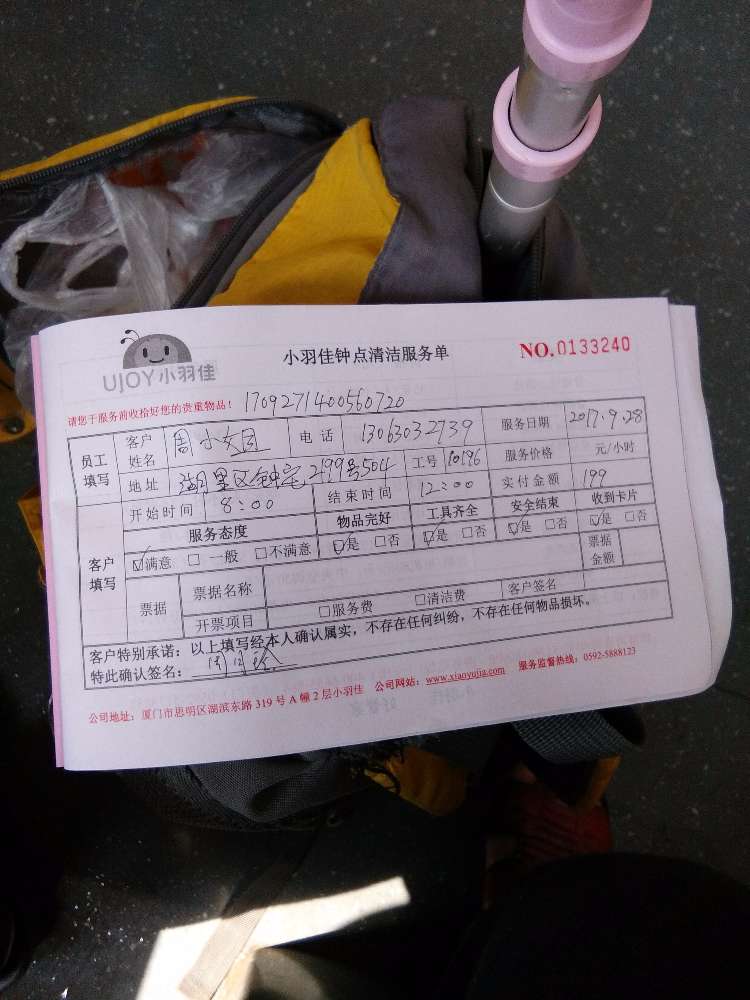 UJOY小羽佳
小羽佳钟点清洁服务单
NO.0133240
请您于服务前收拾好您的贵重物品！ 1709271400560720
员工填写 客户姓名 周小女团 电话 13063032739 服务日期 2017.9.28
地址 湖里区钟宅299号504 工号 10196 服务价格 元/小时
客户填写 开始时间 8:00 结束时间 12:00 实付金额 199
服务态度 物品完好 工具齐全 安全结束 收到卡片
☑满意 □ 一般 □不满意 ☑是 □否 ☑是 □否 ☑是 □否 ☑是 □否
票据 票据名称 票据金额
开票项目 □服务费 □清洁费 客户签名
客户特别承诺：以上填写经本人确认属实，不存在任何纠纷，不存在任何物品损坏。
特此确认签名：
公司地址：厦门市思明区湖滨东路 319 号 A 幢 2 层小羽佳 公司网站：www.xiaoyujia.com 服务监督热线：0592-5888123